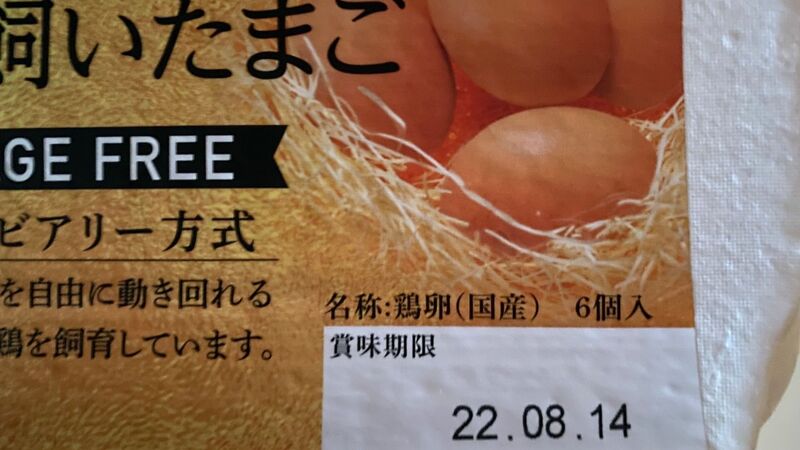 飼いたまご
GE FREE
ビアリー方式
を自由に動き回れる
鶏を飼育しています。
名称:鶏卵(国産) 6個入
賞味期限
22.08.14